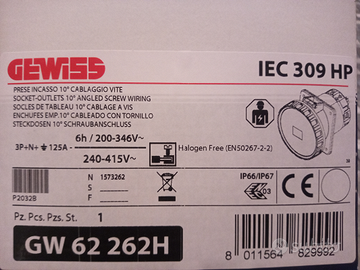 GEWISS
IEC 309 HP
PRESE INCASSO 10° CABLAGGIO VITE
SOCKET-OUTLETS 10° ANGLED SCREW WIRING
SOCLES DE TABLEAU 10° CABLAGE A VIS
ENCHUFES EMP.10° CABLEADO CON TORNILLO
STECKDOSEN 10° SCHRAUBANSCHLUSS
3P+N+⏚ 125A
6h / 200-346V~
240-415V~
Halogen Free (EN50267-2-2)
N 1573262
S
F
IP66/IP67
03
P2032B
Pz. Pcs. Pzs. St. 1
GW 62 262H
8 011564 829992